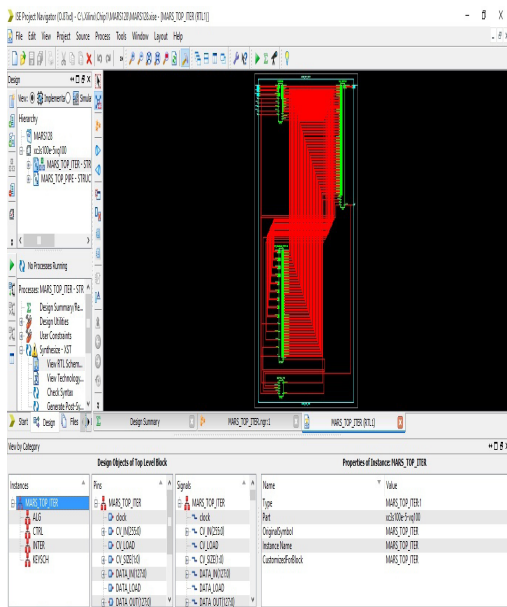 ISE Project Navigator (O.87xd) - C:\Xilinx\Chip1\MARS128\MARS128.xise - [MARS_TOP_ITER (RTL1)]
File Edit View Project Source Process Tools Window Layout Help
Design
View: Implementa Simula
Hierarchy
MARS128
xc3s100e-5vq100
MARS_TOP_ITER - STR
MARS_TOP_PIPE - STRUC
No Processes Running
Processes: MARS_TOP_ITER - STR
Design Summary/Re...
Design Utilities
User Constraints
Synthesize - XST
View RTL Schem...
View Technology...
Check Syntax
Generate Post-Sy...
Start Design Files
Design Summary MARS_TOP_ITER.ngr:1 MARS_TOP_ITER (RTL1)
View by Category
Design Objects of Top Level Block Properties of Instance: MARS_TOP_ITER
Instances Pins Signals Name Value
MARS_TOP_ITER MARS_TOP_ITER MARS_TOP_ITER Type MARS_TOP_ITER:1
ALG clock clock Part xc3s100e-5-vq100
CTRL CV_IN(255:0) CV_IN(255:0) OriginalSymbol MARS_TOP_ITER
INTER CV_LOAD CV_LOAD Instance Name MARS_TOP_ITER
KEYSCH CV_SIZE(1:0) CV_SIZE(1:0) CustomizedForBlock MARS_TOP_ITER
DATA_IN(127:0) DATA_IN(127:0)
DATA_LOAD DATA_LOAD
DATA_OUT(127:0) DATA_OUT(127:0)